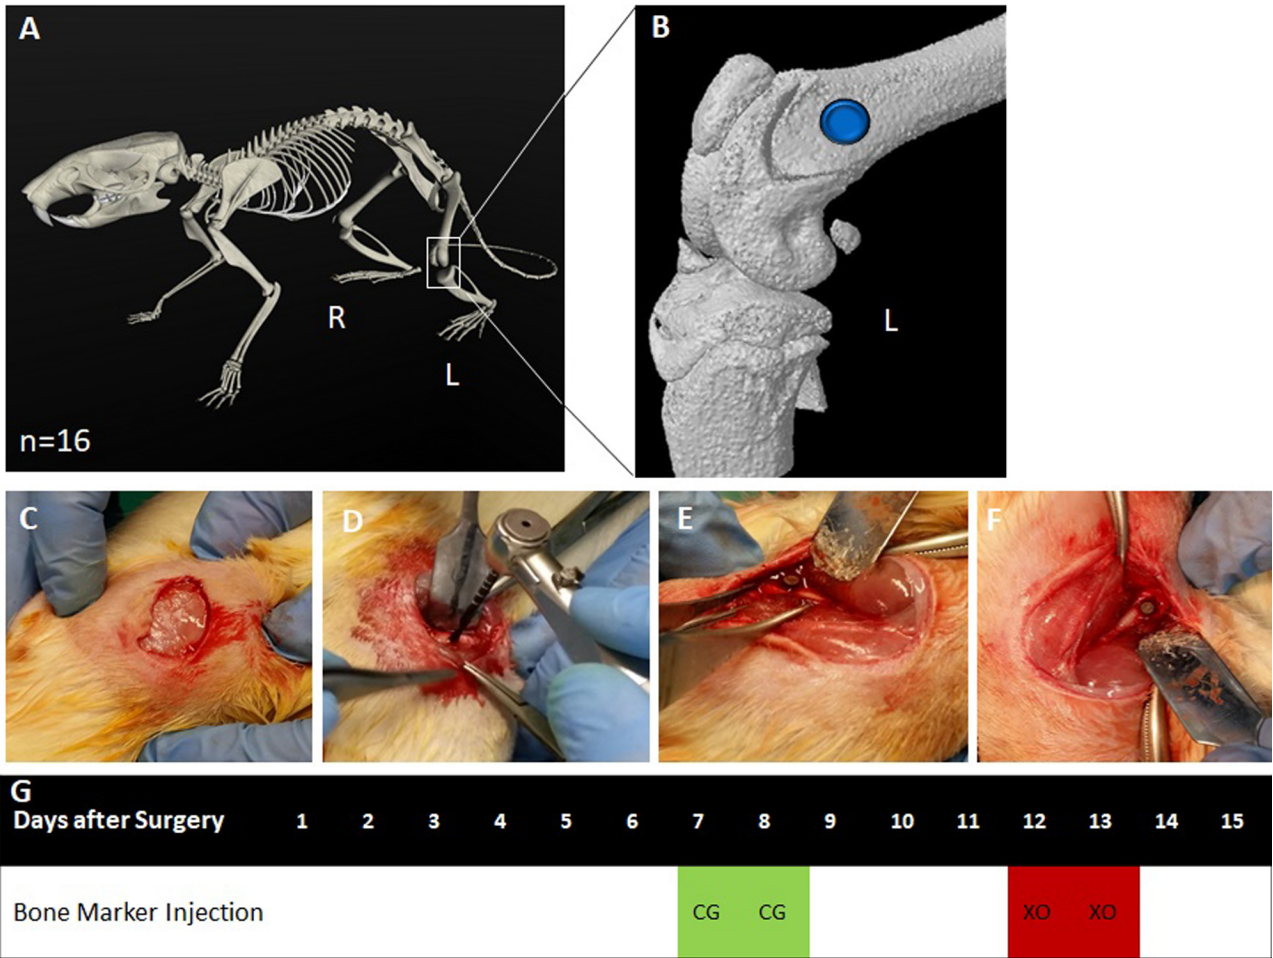 A
R
L
n=16
B
L
C
D
E
F
G
Days after Surgery 1 2 3 4 5 6 7 8 9 10 11 12 13 14 15
Bone Marker Injection CG CG XO XO